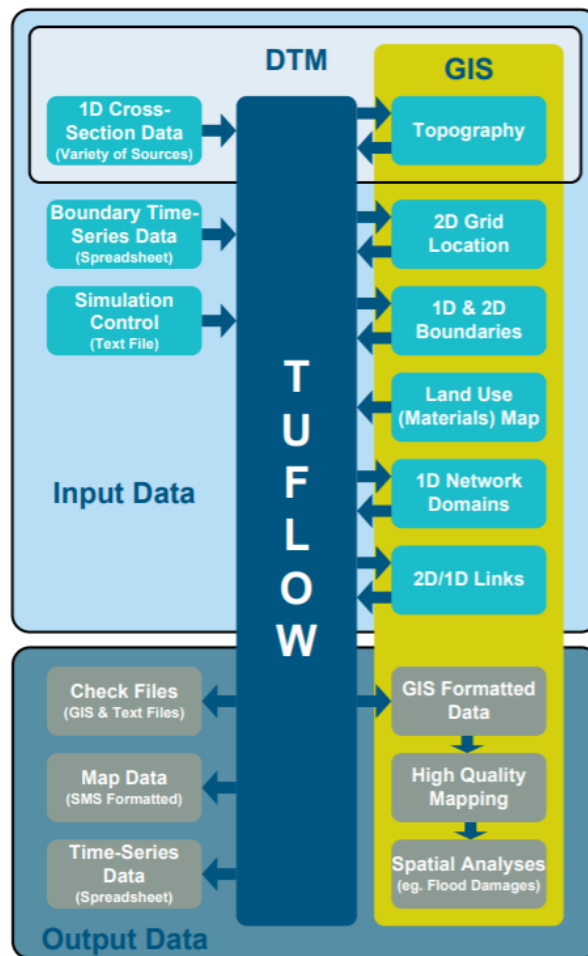 DTM
GIS
1D Cross-
Section Data
(Variety of Sources)
Topography
Boundary Time-
Series Data
(Spreadsheet)
2D Grid
Location
Simulation
Control
(Text File)
1D & 2D
Boundaries
Land Use
(Materials) Map
Input Data
1D Network
Domains
2D/1D Links
T
U
F
L
O
W
Check Files
(GIS & Text Files)
GIS Formatted
Data
Map Data
(SMS Formatted)
High Quality
Mapping
Time-Series
Data
(Spreadsheet)
Spatial Analyses
(eg. Flood Damages)
Output Data